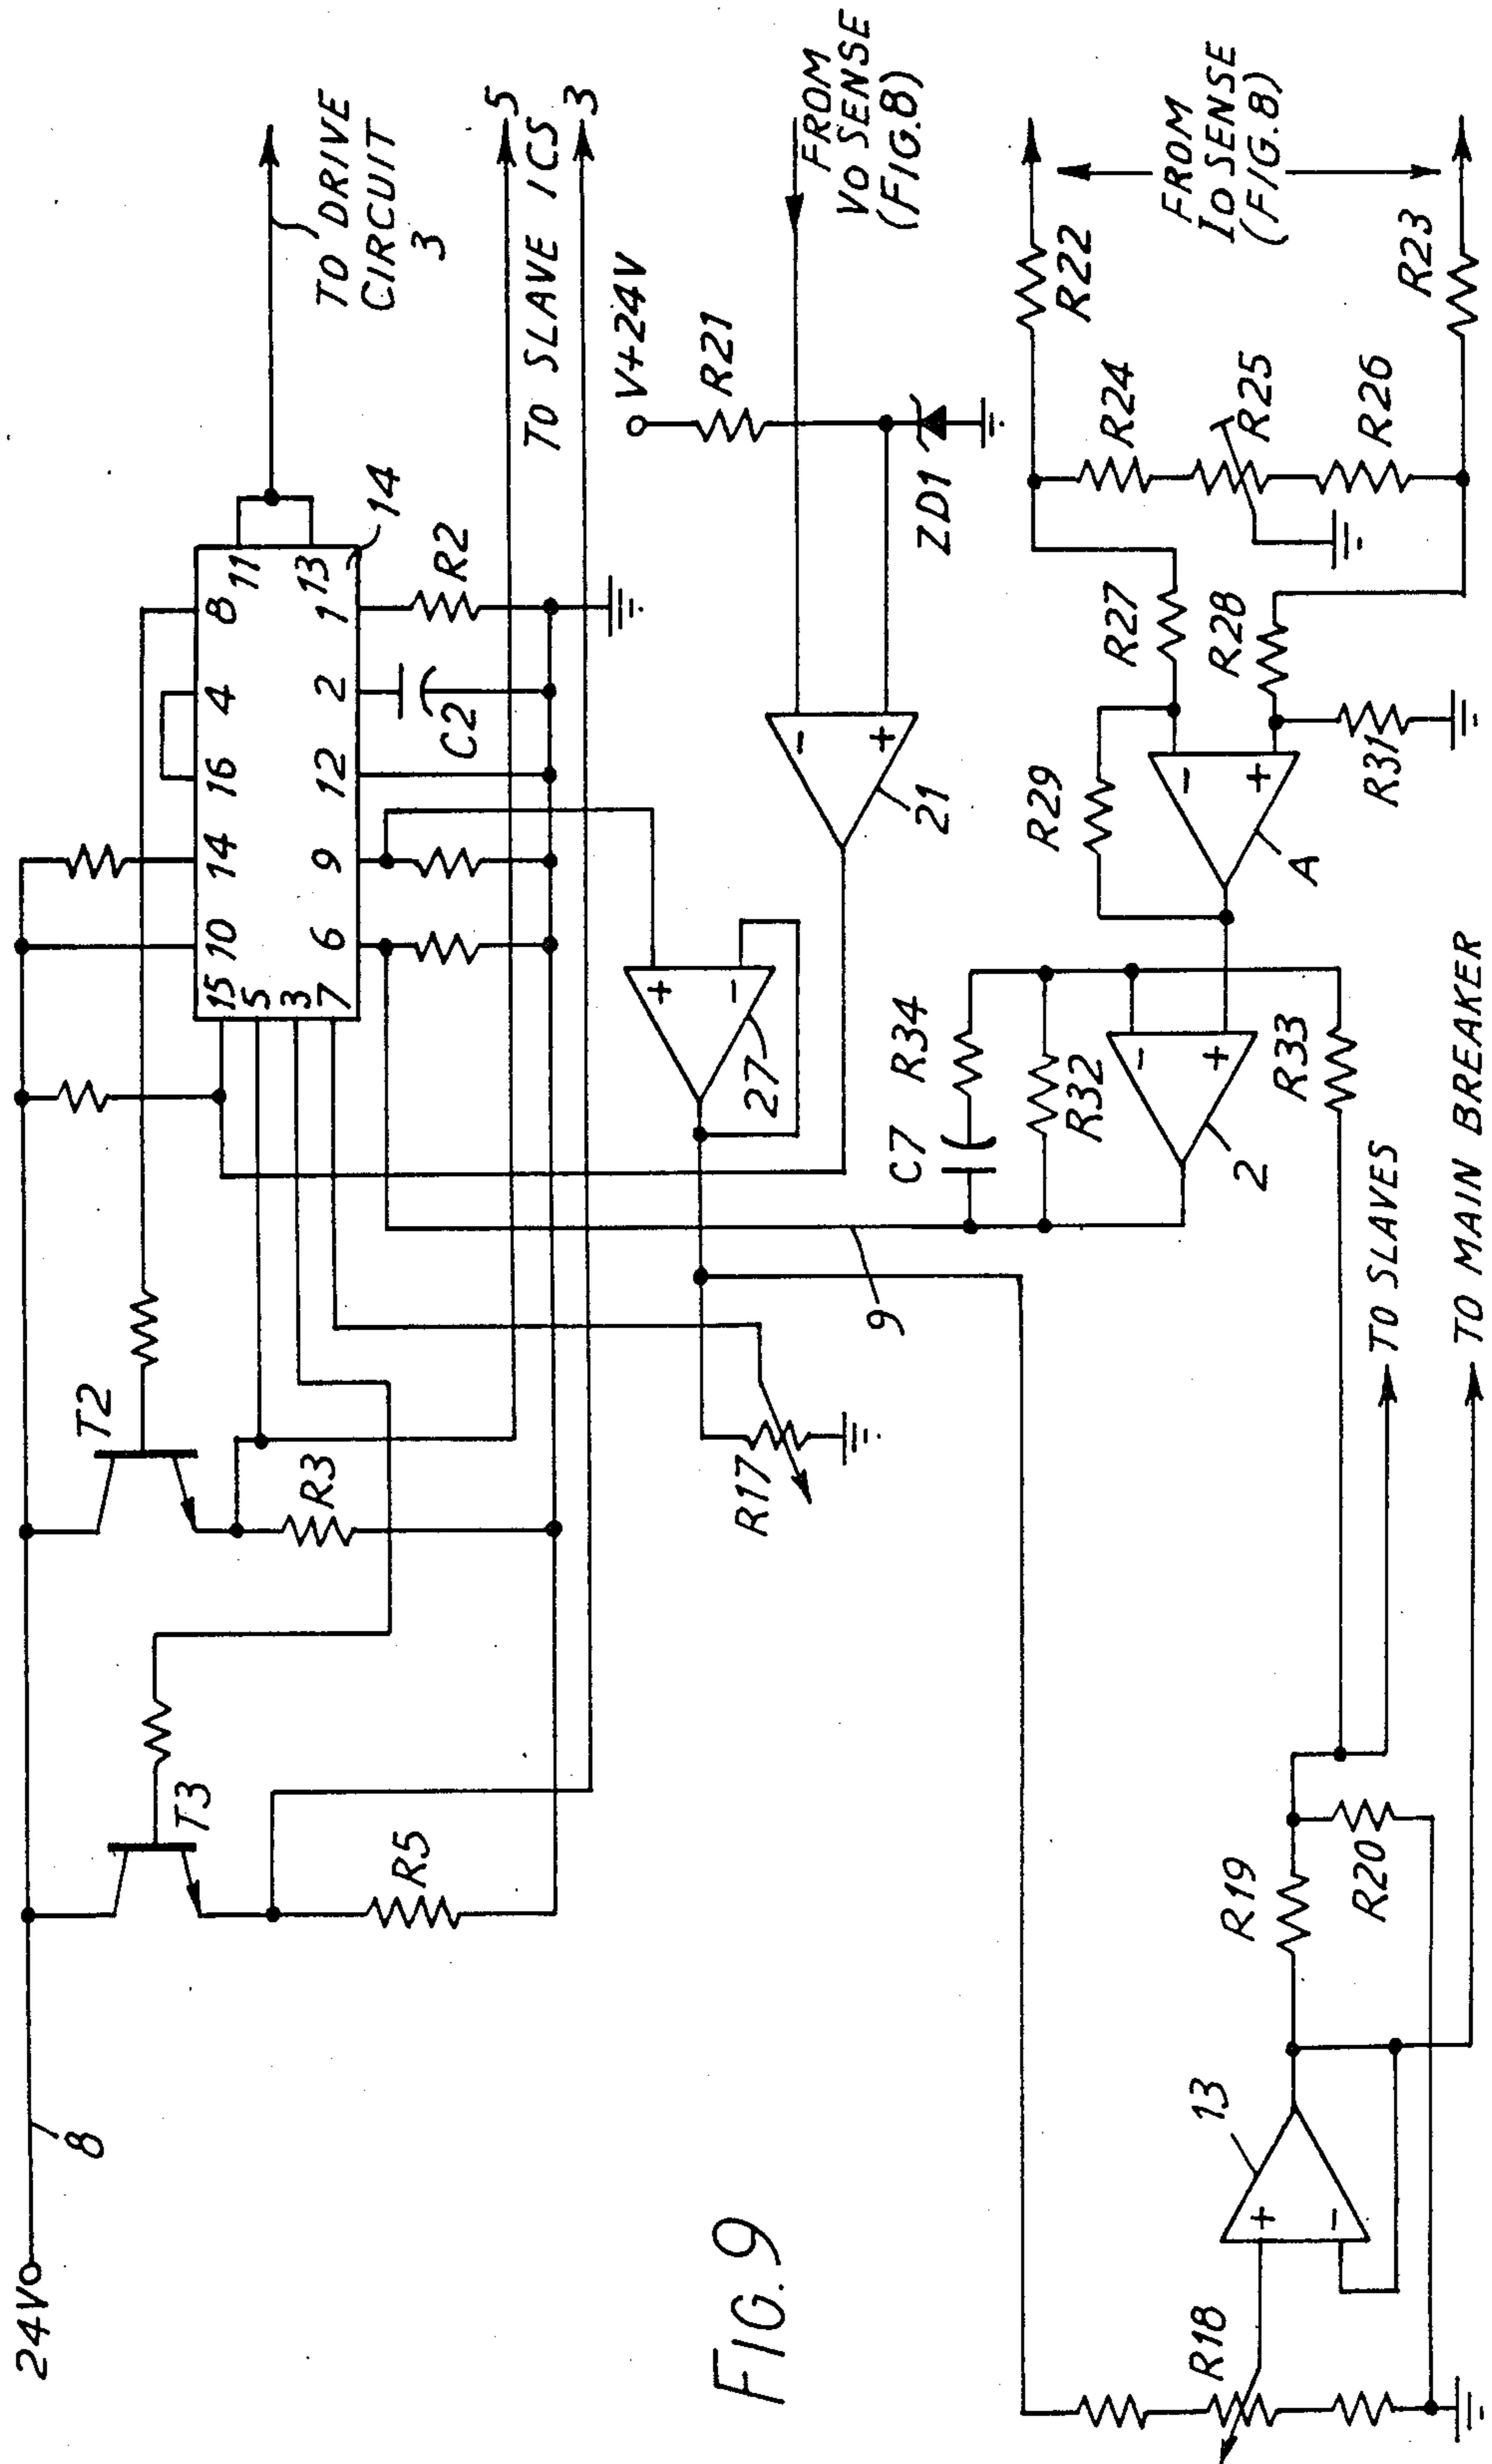 24V
8
T3
T2
R5
R3
15
10
14
16
4
8
11
5
3
7
6
9
12
2
1
13
14
C2
R2
TO DRIVE
CIRCUIT
3
5
TO SLAVE ICS
3
V+24V
R21
FROM
VO SENSE
(FIG.8)
ZD1
-
+
21
+
-
27
R17
9
C7
R34
R32
-
+
2
R33
R29
-
+
A
R27
R28
R31
R22
R24
R25
R26
R23
FROM
IO SENSE
(FIG.8)
TO SLAVES
TO MAIN BREAKER
R18
+
-
13
R19
R20
FIG. 9